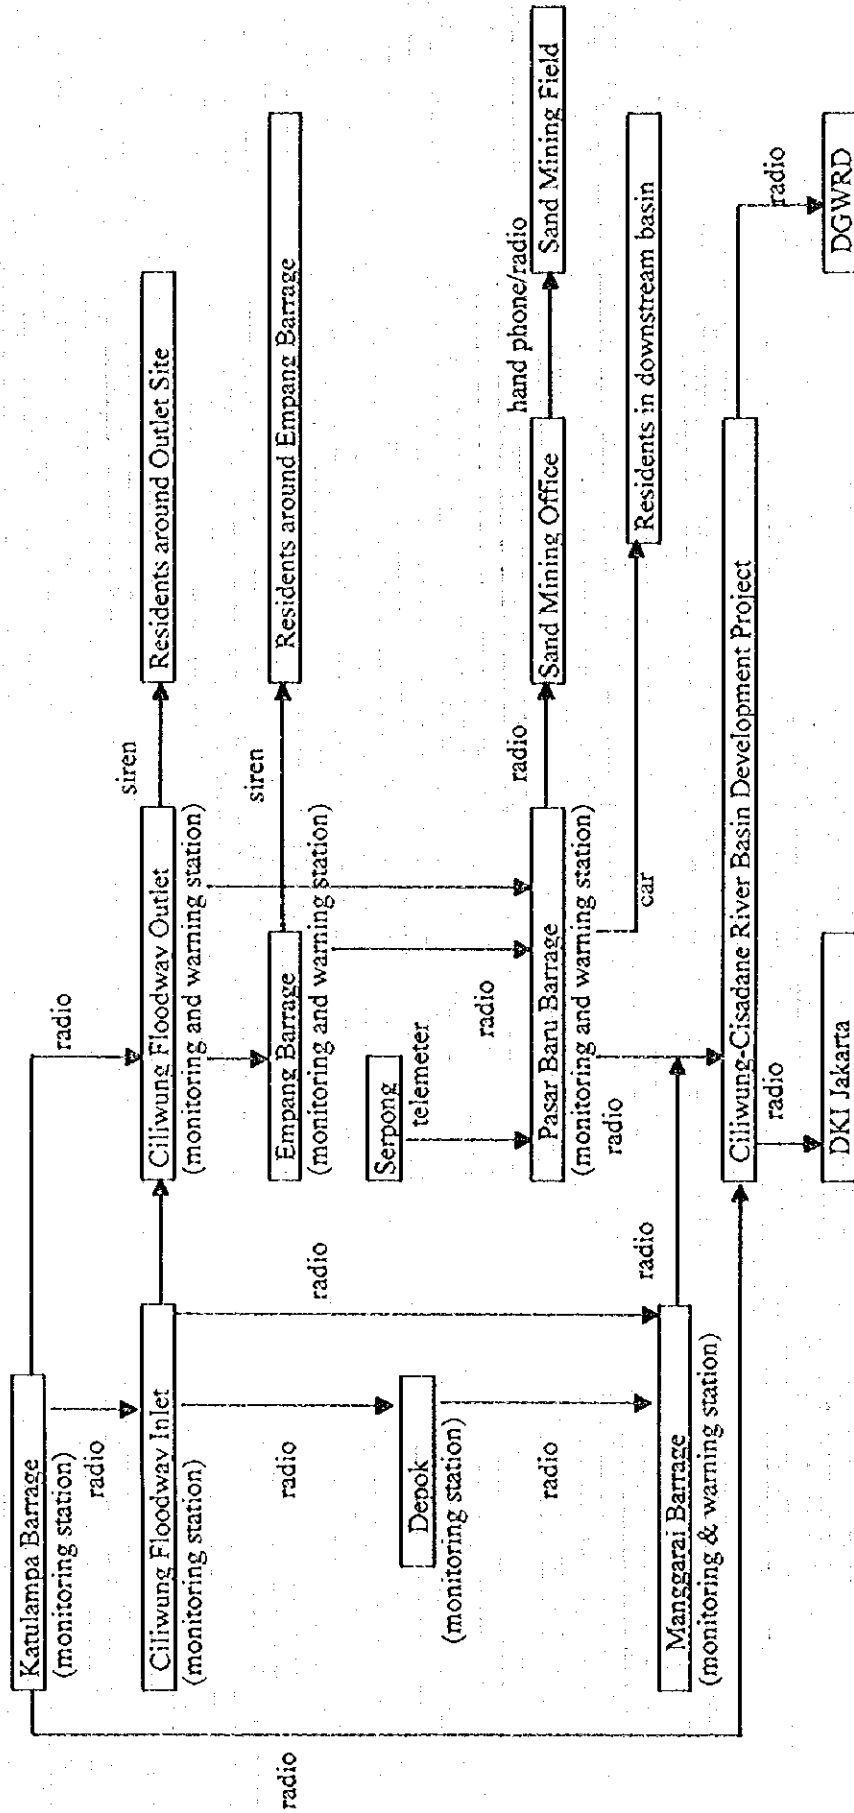 Katulampa Barrage
(monitoring station)
radio
radio
radio
Ciliwung Floodway Inlet
(monitoring station)
Ciliwung Floodway Outlet
(monitoring and warning station)
siren
Residents around Outlet Site
Empang Barrage
(monitoring and warning station)
siren
Residents around Empang Barrage
radio
radio
Serpong
telemeter
radio
Depok
(monitoring station)
radio
Pasar Baru Barrage
(monitoring and warning station)
radio
radio
Sand Mining Office
hand phone/radio
Sand Mining Field
car
Residents in downstream basin
radio
Manggarai Barrage
(monitoring & warning station)
Ciliwung-Cisadane River Basin Development Project
radio
radio
DKI Jakarta
DGWRD